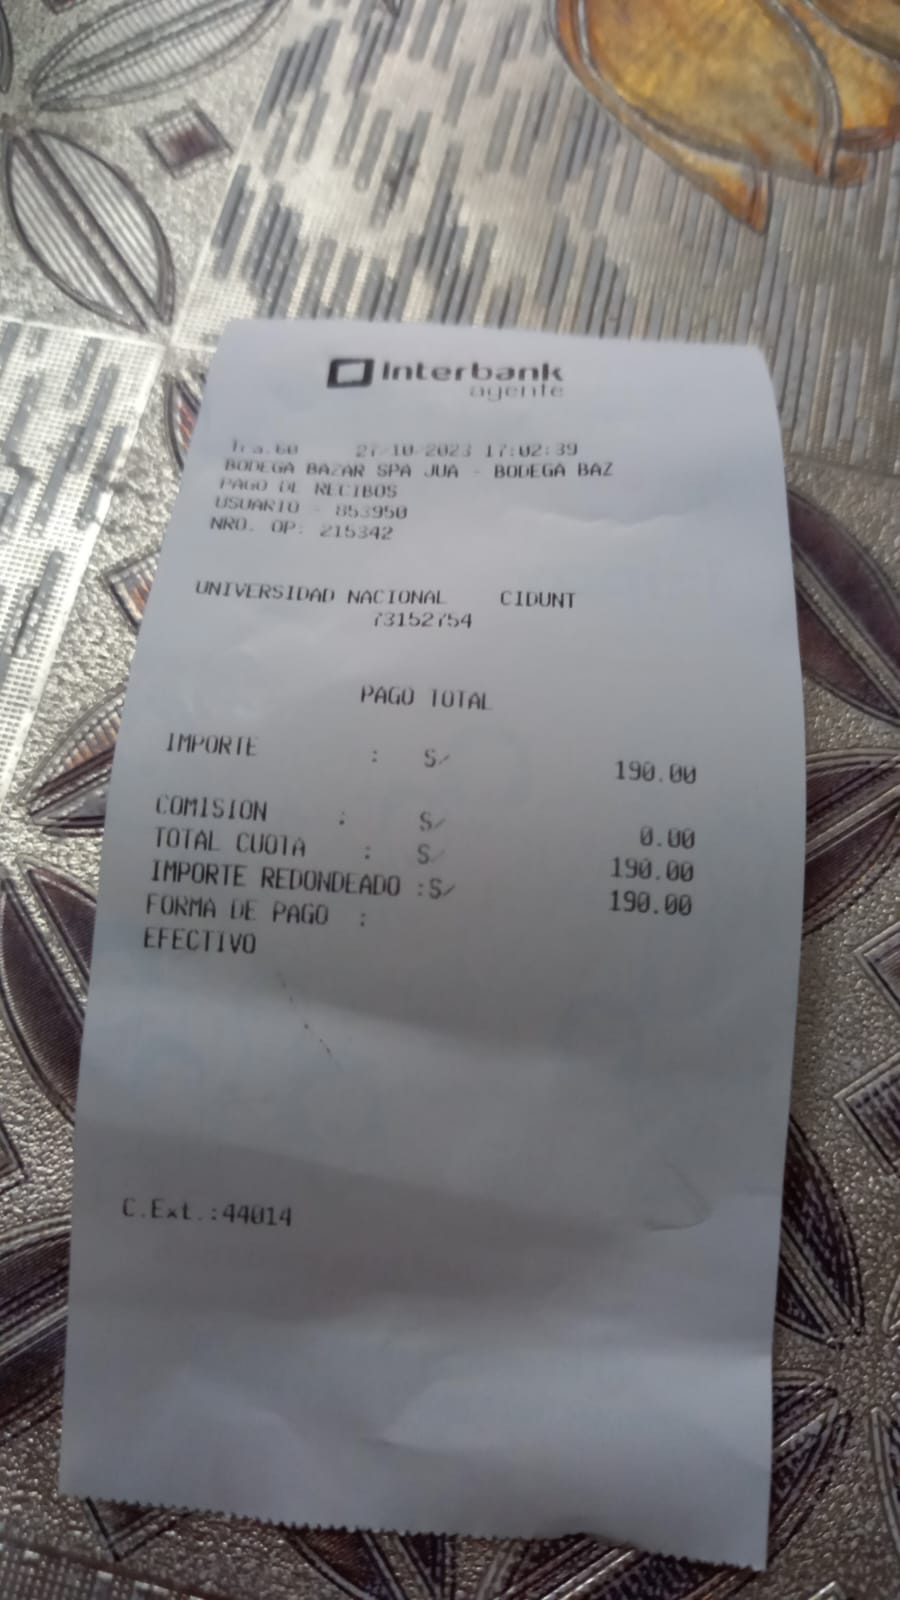 Interbank
agente
Tra.60 27-10-2023 17:02:39
BODEGA BAZAR SPA JUA - BODEGA BAZ
PAGO DE RECIBOS
USUARIO - 853950
NRO. OP: 215342
UNIVERSIDAD NACIONAL CIDUNT
73152754
PAGO TOTAL
IMPORTE : S/ 190.00
COMISION : S/ 0.00
TOTAL CUOTA : S/ 190.00
IMPORTE REDONDEADO :S/ 190.00
FORMA DE PAGO :
EFECTIVO
C.Ext.:44014